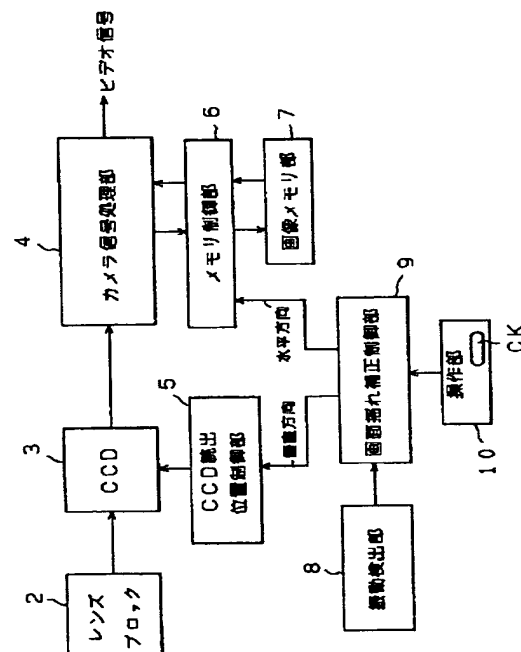 2
レンズ
ブロック
3
CCD
4
カメラ信号処理部
ビデオ信号
5
CCD読出
位置制御部
6
メモリ制御部
7
画像メモリ部
垂直方向
水平方向
8
振動検出部
9
画面揺れ補正制御部
10
操作部
CK